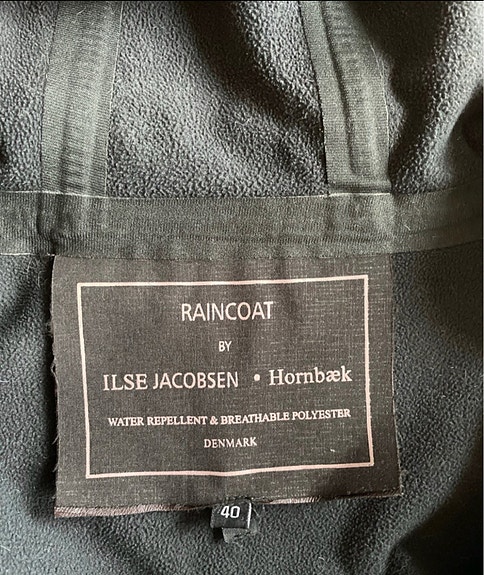 RAINCOAT
BY
ILSE JACOBSEN • Hornbæk
WATER REPELLENT & BREATHABLE POLYESTER
DENMARK
40